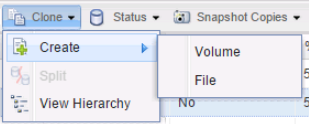 Clone Status Snapshot Copies
Create
Volume
Split
File
View Hierarchy
No